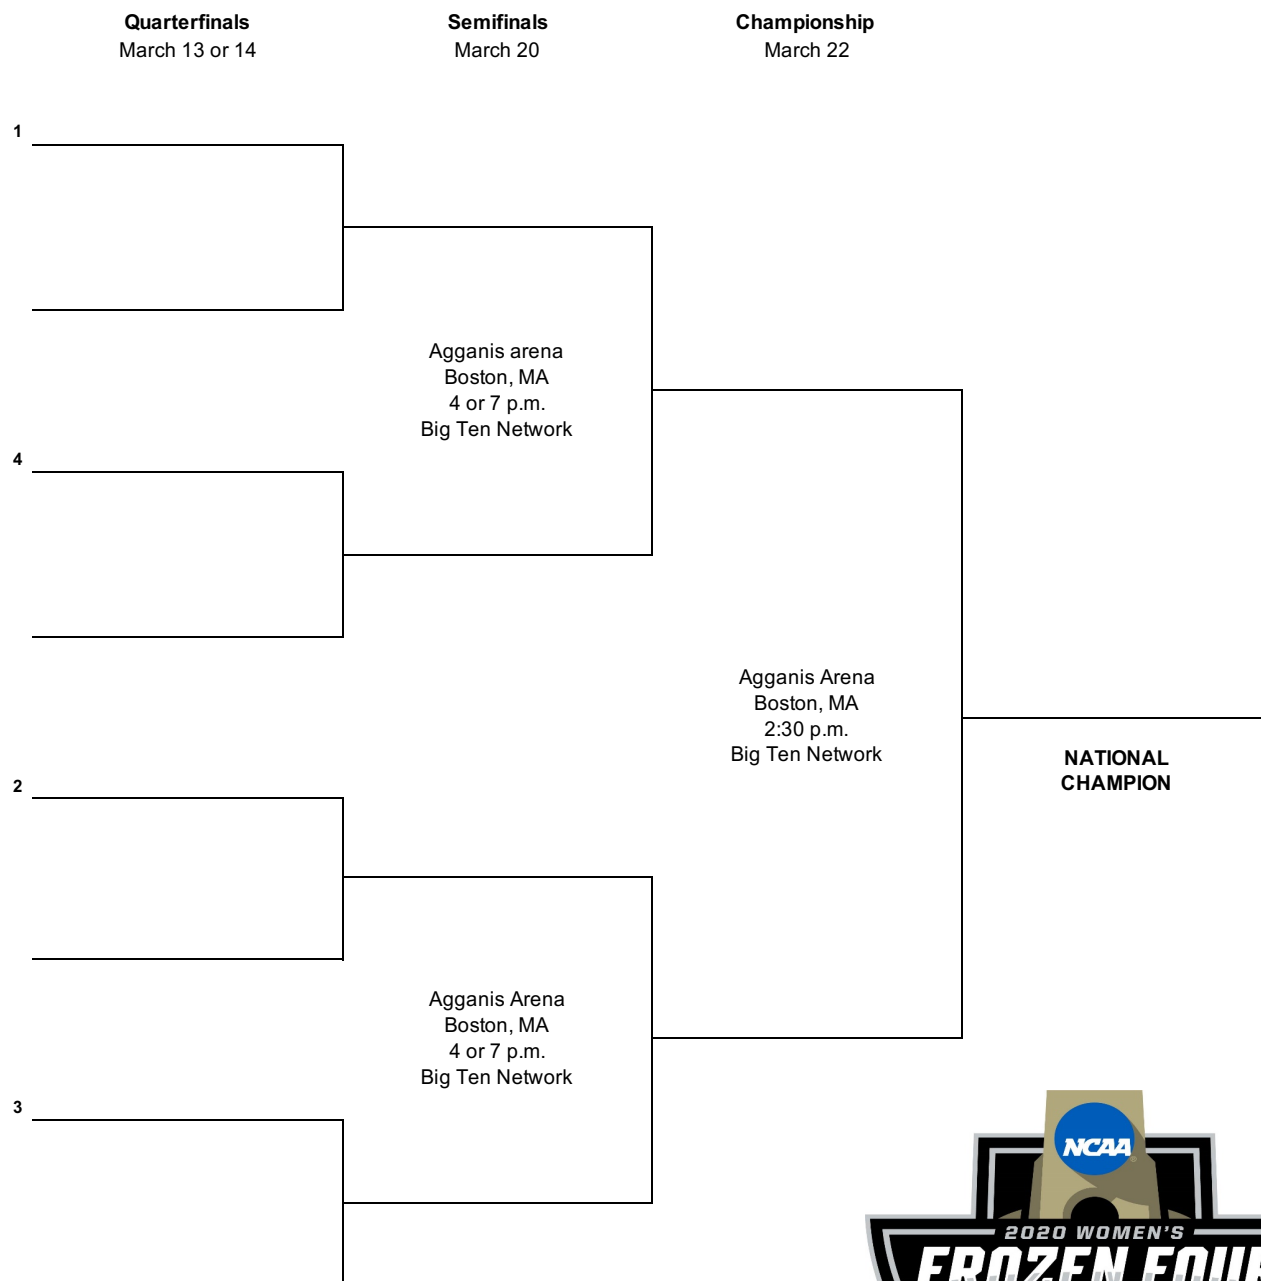 Quarterfinals
March 13 or 14
Semifinals
March 20
Championship
March 22
1
Agganis arena
Boston, MA
4 or 7 p.m.
Big Ten Network
4
Agganis Arena
Boston, MA
2:30 p.m.
Big Ten Network
NATIONAL
CHAMPION
2
Agganis Arena
Boston, MA
4 or 7 p.m.
Big Ten Network
3
NCAA
2020 WOMEN'S
FROZEN FOUR